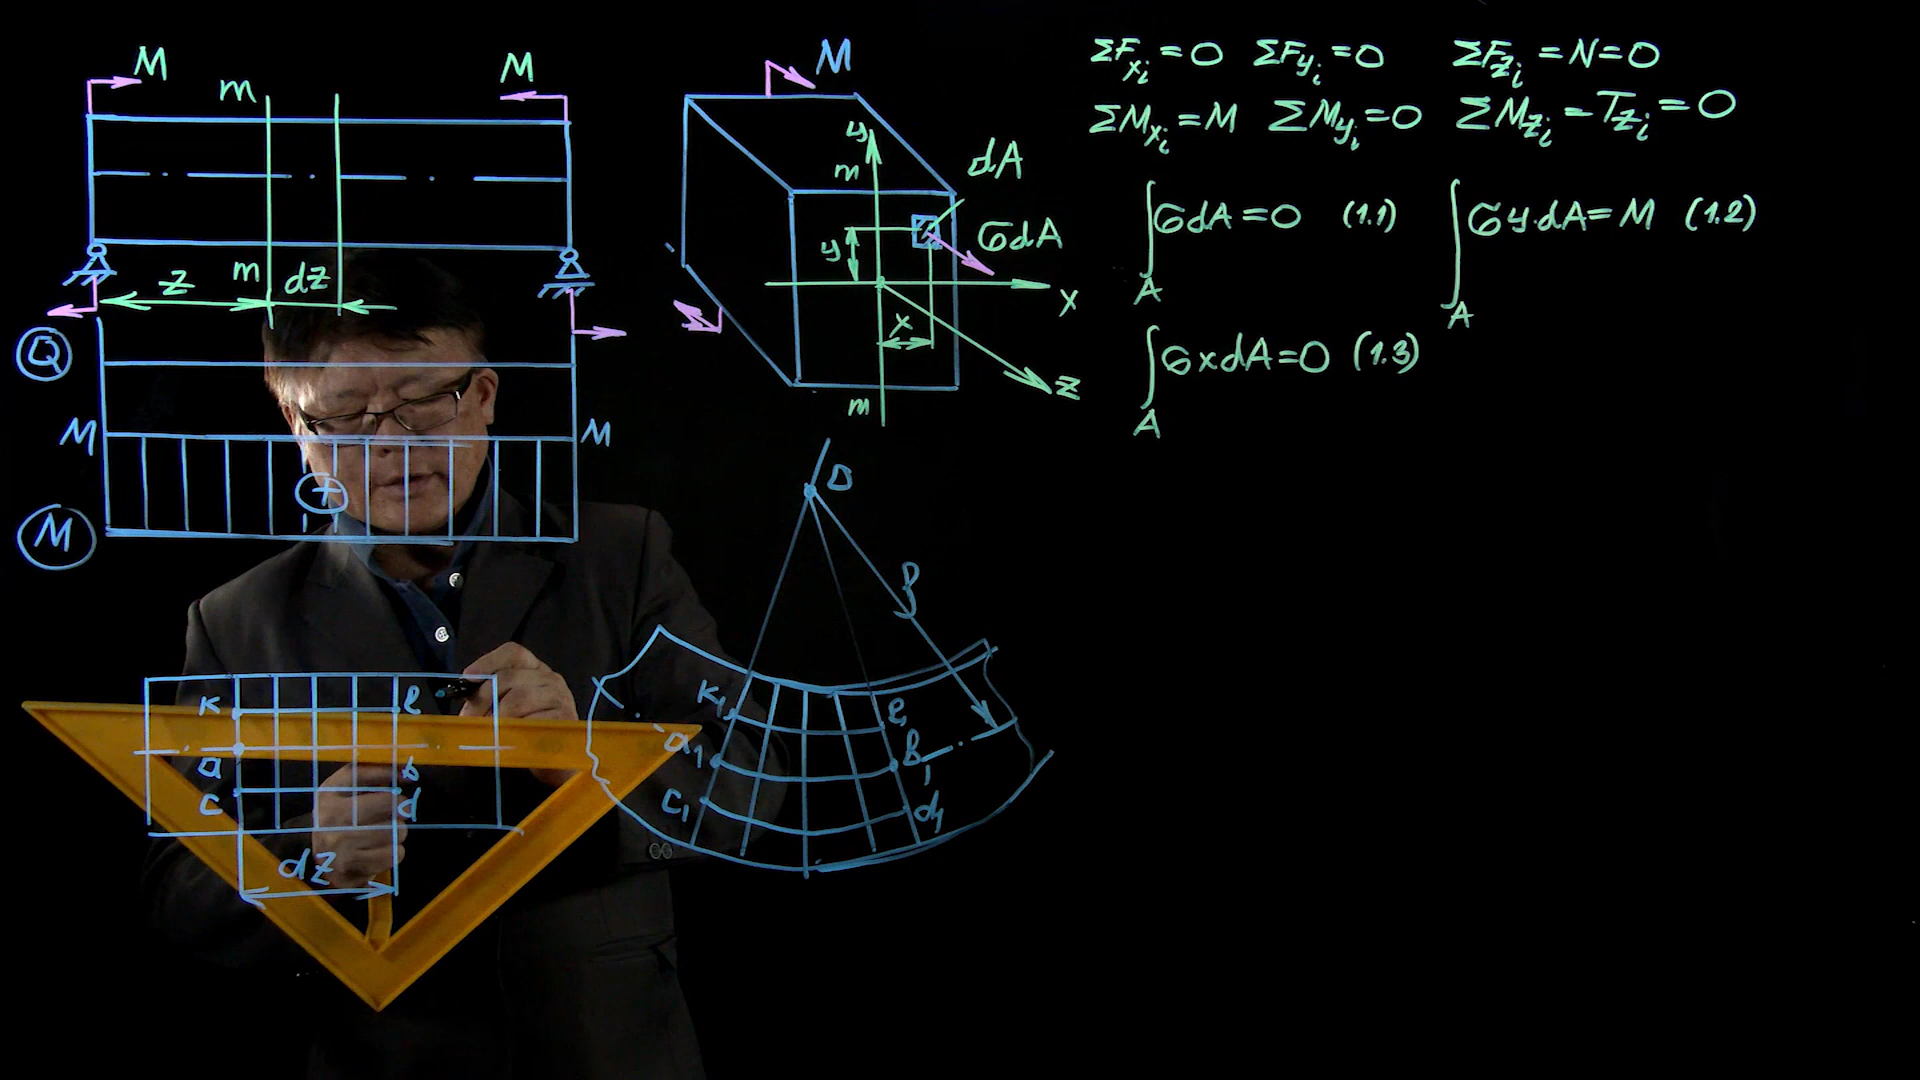 M M
m
m
z dz
Q
M M
+
M
M
y
m
dA
σdA
y
x
x
z
m
ΣFxᵢ = 0 ΣFyᵢ = 0 ΣFzᵢ = N = 0
ΣMxᵢ = M ΣMyᵢ = 0 ΣMzᵢ = Tzᵢ = 0
∫A σdA = 0 (1.1) ∫A σy·dA = M (1.2)
∫A σxdA = 0 (1.3)
K e
a b
c d
dz
ρ
K₁ e₁
a₁ B₁
c₁ d₁